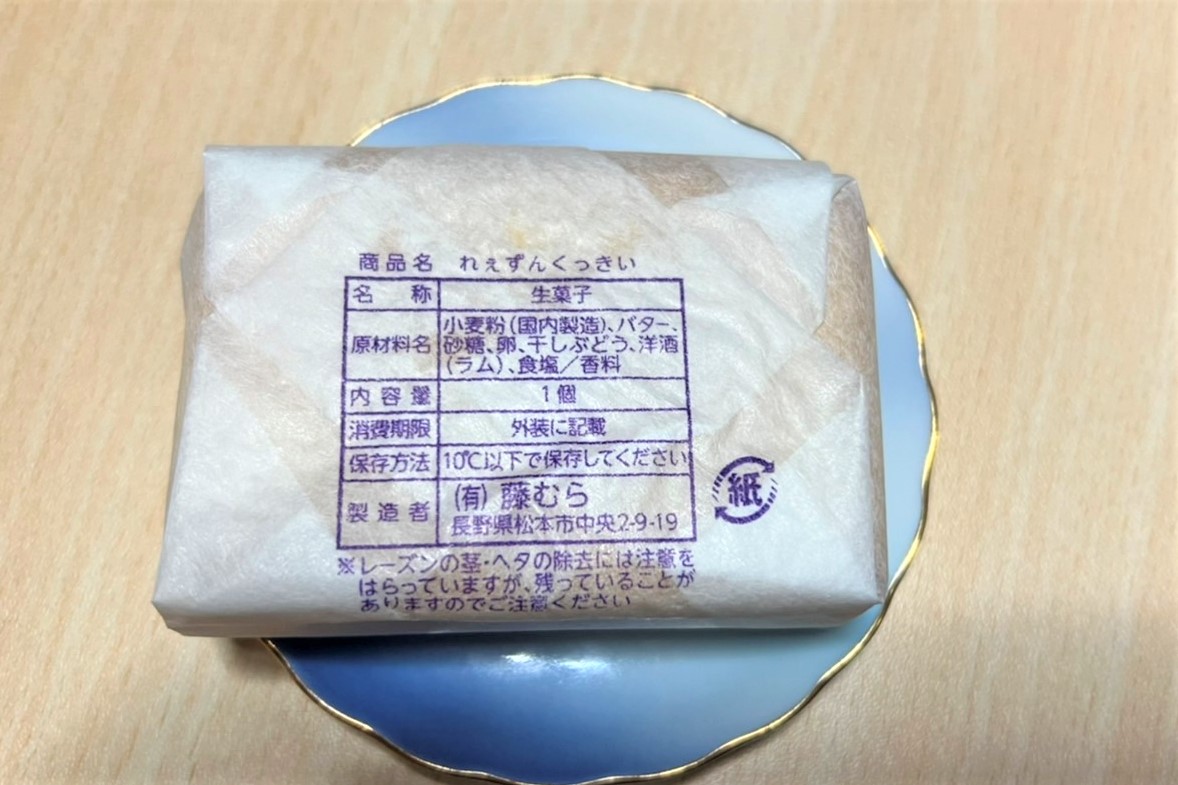 商品名 れぇずんくっきい
名称 生菓子
原材料名 小麦粉(国内製造)、バター、
砂糖、卵、干しぶどう、洋酒
(ラム)、食塩/香料
内容量 1個
消費期限 外装に記載
保存方法 10℃以下で保存してください
製造者 (有) 藤むら
長野県松本市中央2-9-19
紙
※レーズンの茎・ヘタの除去には注意を
はらっていますが、残っていることが
ありますのでご注意ください